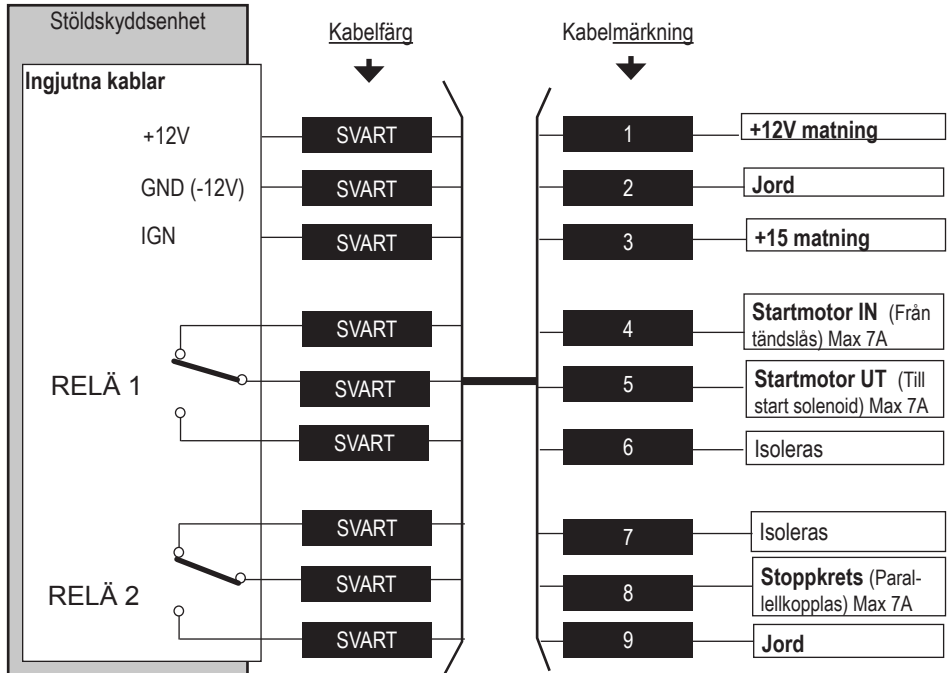 Stöldskyddsenhet
Kabelfärg
Kabelmärkning
Ingjutna kablar
+12V
SVART
1
+12V matning
GND (-12V)
SVART
2
Jord
IGN
SVART
3
+15 matning
RELÄ 1
SVART
4
Startmotor IN (Från
tändslås) Max 7A
SVART
5
Startmotor UT (Till
start solenoid) Max 7A
SVART
6
Isoleras
RELÄ 2
SVART
7
Isoleras
SVART
8
Stoppkrets (Paral-
lellkopplas) Max 7A
SVART
9
Jord